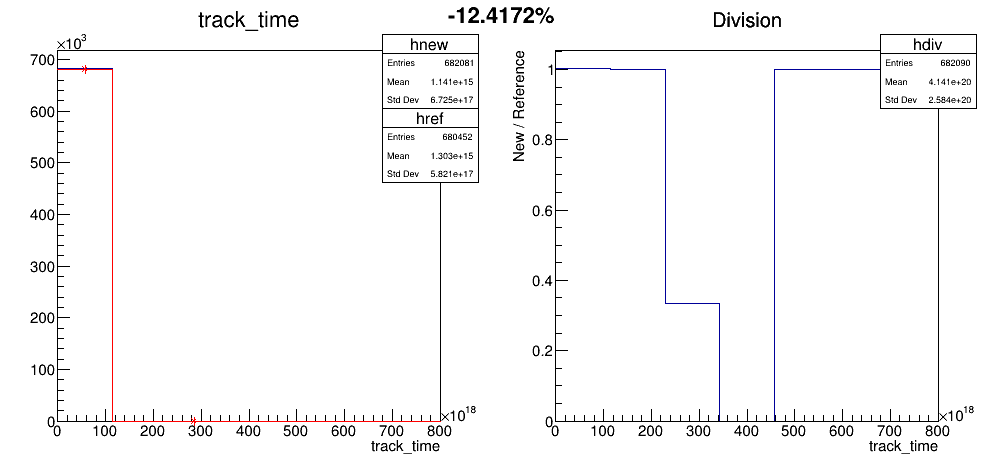 track_time
-12.4172%
Division
×10³
hnew
Entries 682081
Mean 1.141e+15
Std Dev 6.725e+17
href
Entries 680452
Mean 1.303e+15
Std Dev 5.821e+17
700
600
500
400
300
200
100
0
0 100 200 300 400 500 600 700 800
×10¹⁸
track_time
hdiv
Entries 682090
Mean 4.141e+20
Std Dev 2.584e+20
New / Reference
1
0.8
0.6
0.4
0.2
0
0 100 200 300 400 500 600 700 800
×10¹⁸
track_time